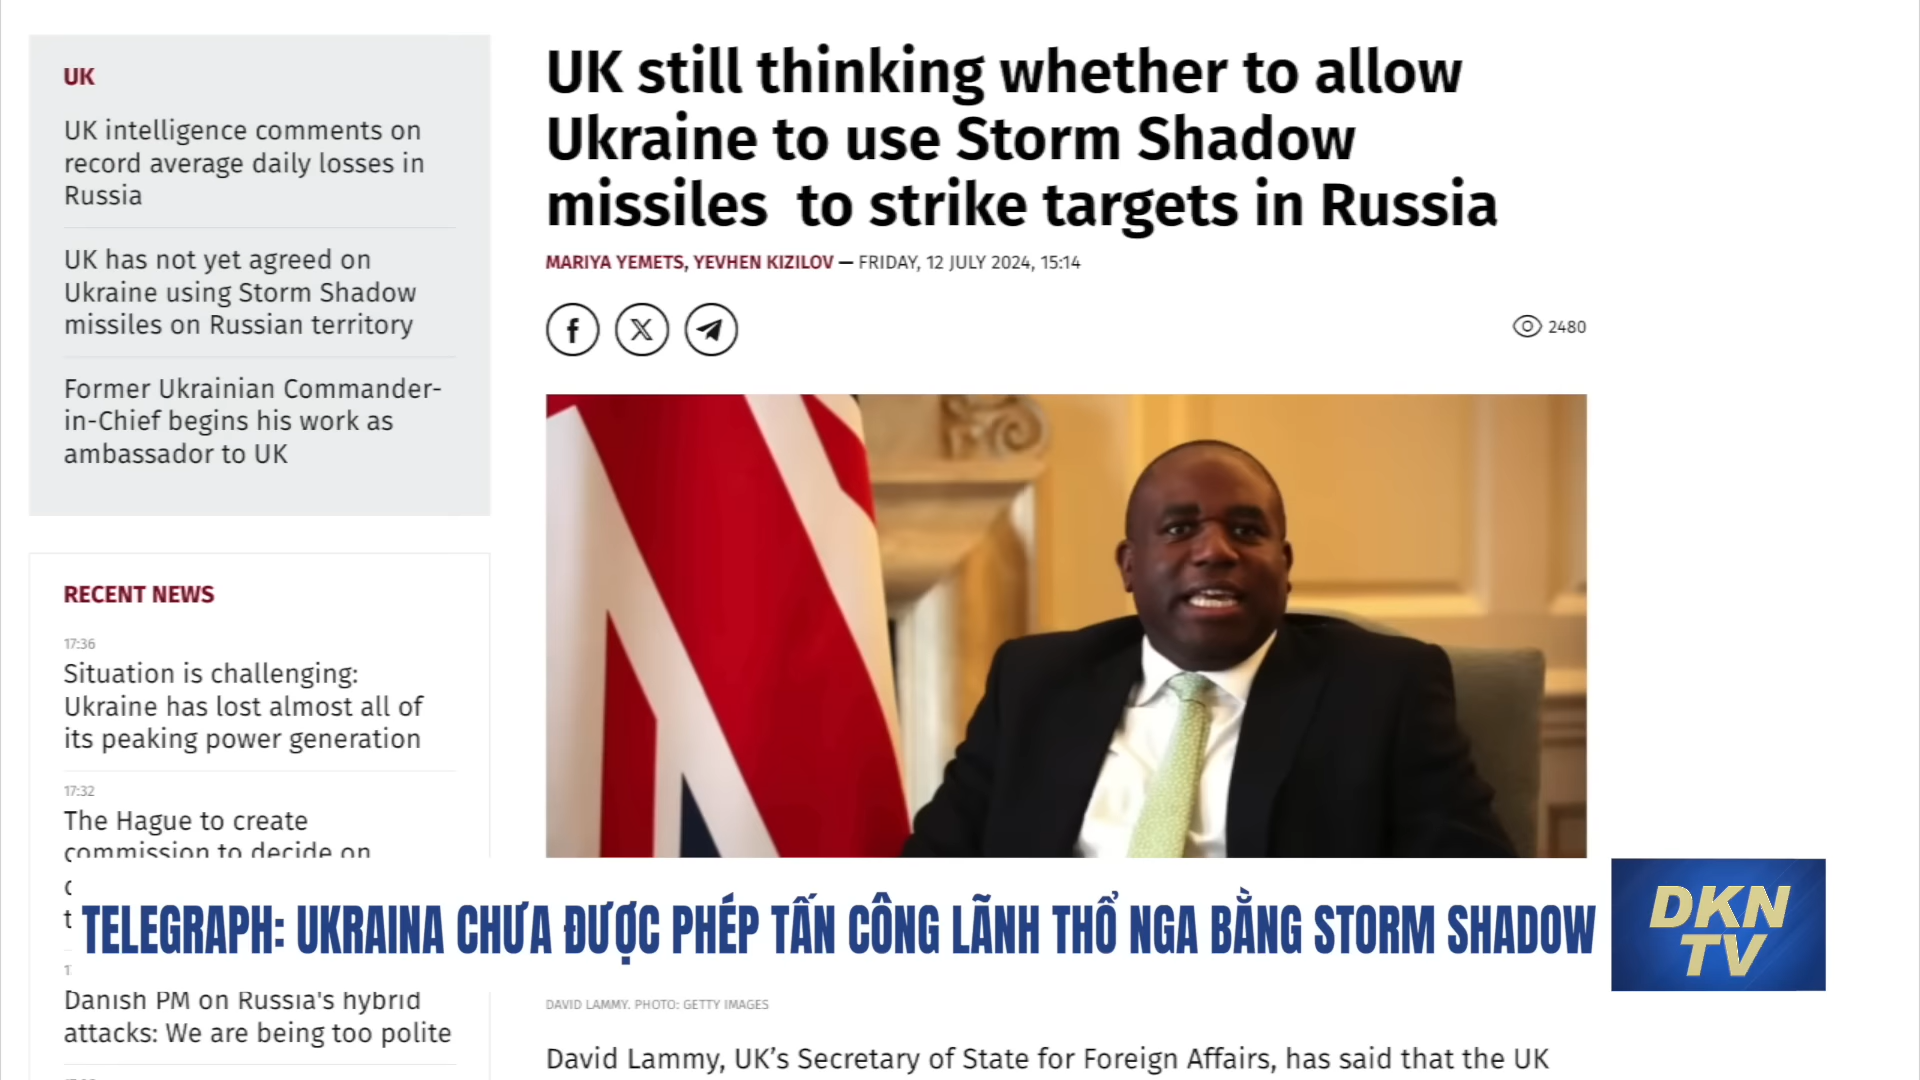 UK
UK intelligence comments on
record average daily losses in
Russia
UK has not yet agreed on
Ukraine using Storm Shadow
missiles on Russian territory
Former Ukrainian Commander-
in-Chief begins his work as
ambassador to UK
RECENT NEWS
17:36
Situation is challenging:
Ukraine has lost almost all of
its peaking power generation
17:32
The Hague to create
commission to decide on
Danish PM on Russia's hybrid
attacks: We are being too polite
UK still thinking whether to allow
Ukraine to use Storm Shadow
missiles to strike targets in Russia
MARIYA YEMETS, YEVHEN KIZILOV — FRIDAY, 12 JULY 2024, 15:14
2480
TELEGRAPH: UKRAINA CHƯA ĐƯỢC PHÉP TẤN CÔNG LÃNH THỔ NGA BẰNG STORM SHADOW
DKN
TV
DAVID LAMMY. PHOTO: GETTY IMAGES
David Lammy, UK’s Secretary of State for Foreign Affairs, has said that the UK